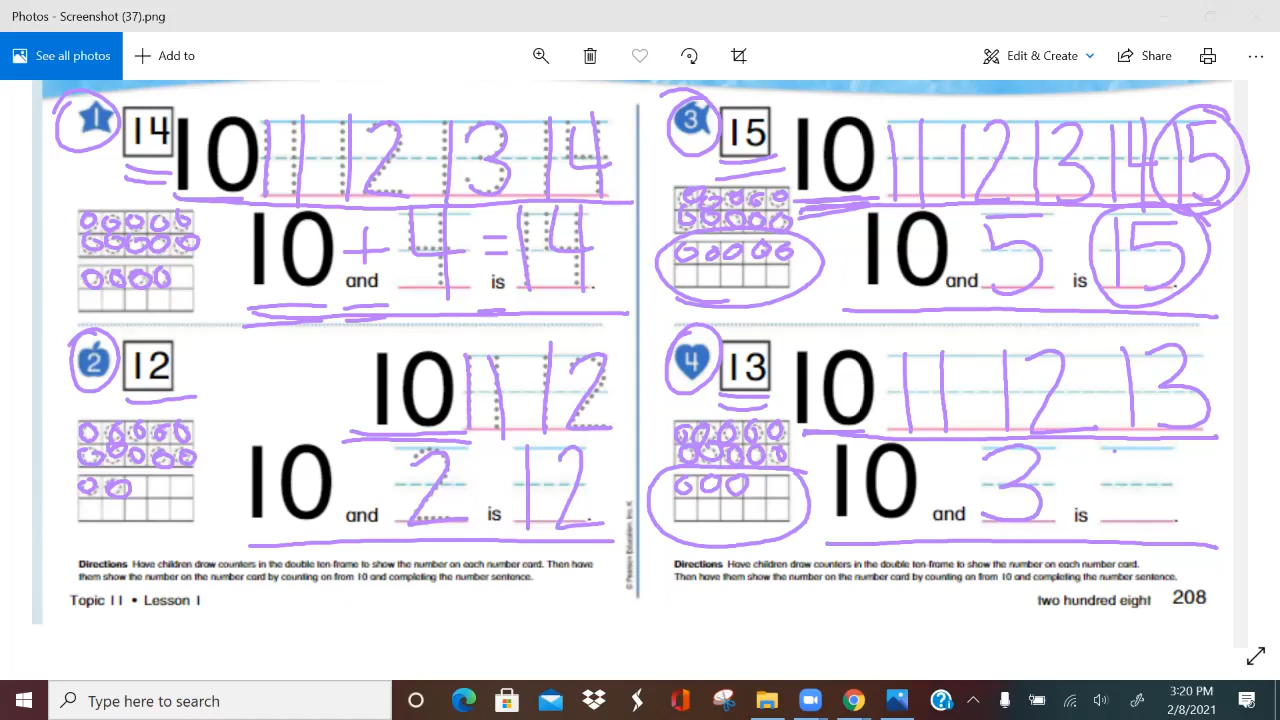 Photos - Screenshot (37).png
See all photos
Add to
Edit & Create
Share
1 14 10 11 12 13 14
10 + and 4 = is 14.
2 12 10 11 12
10 and 2 is 12.
Directions Have children draw counters in the double ten-frame to show the number on each number card. Then have
them show the number on the number card by counting on from 10 and completing the number sentence.
Topic 11 • Lesson 1
© Pearson Education, Inc. K
3 15 10 11 12 13 14 15
10 and 5 is 15.
4 13 10 11 12 13
10 and 3 is .
Directions Have children draw counters in the double ten-frame to show the number on each number card.
Then have them show the number on the number card by counting on from 10 and completing the number sentence.
two hundred eight 208
Type here to search
3:20 PM
2/8/2021